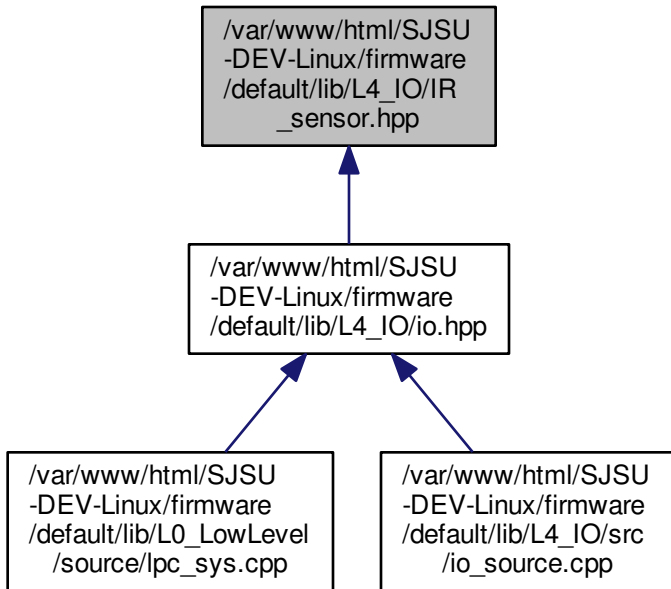 /var/www/html/SJSU
-DEV-Linux/firmware
/default/lib/L4_IO/IR
_sensor.hpp
/var/www/html/SJSU
-DEV-Linux/firmware
/default/lib/L4_IO/io.hpp
/var/www/html/SJSU
-DEV-Linux/firmware
/default/lib/L0_LowLevel
/source/lpc_sys.cpp
/var/www/html/SJSU
-DEV-Linux/firmware
/default/lib/L4_IO/src
/io_source.cpp